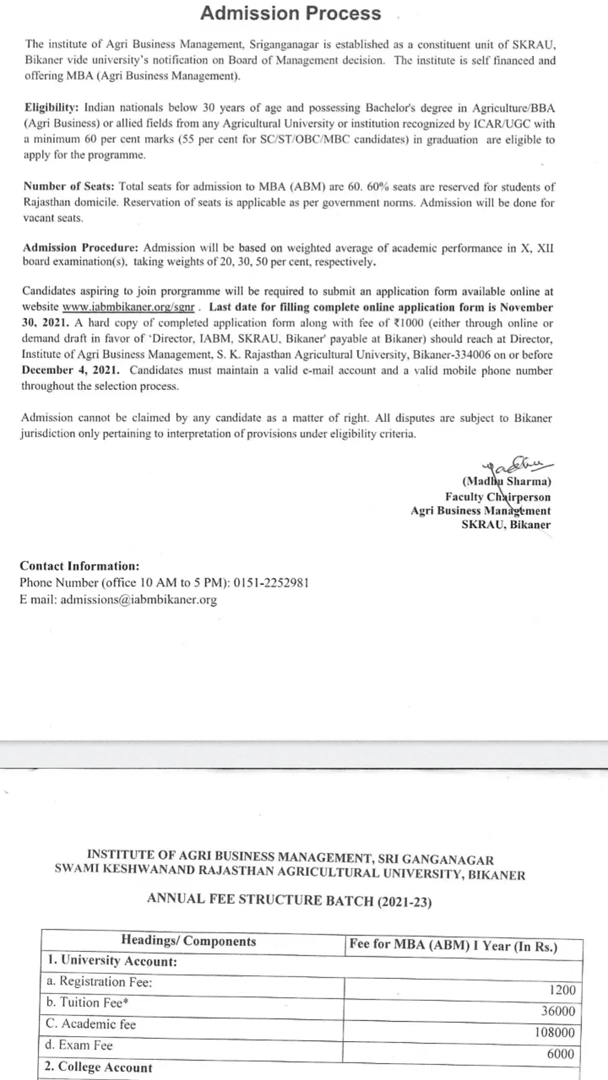 Admission Process
The institute of Agri Business Management, Sriganganagar is established as a constituent unit of SKRAU,
Bikaner vide university's notification on Board of Management decision. The institute is self financed and
offering MBA (Agri Business Management).
Eligibility: Indian nationals below 30 years of age and possessing Bachelor's degree in Agriculture/BBA
(Agri Business) or allied fields from any Agricultural University or institution recognized by ICAR/UGC with
a minimum 60 per cent marks (55 per cent for SC/ST/OBC/MBC candidates) in graduation are eligible to
apply for the programme.
Number of Seats: Total seats for admission to MBA (ABM) are 60. 60% seats are reserved for students of
Rajasthan domicile. Reservation of seats is applicable as per government norms. Admission will be done for
vacant seats.
Admission Procedure: Admission will be based on weighted average of academic performance in X, XII
board examination(s), taking weights of 20, 30, 50 per cent, respectively.
Candidates aspiring to join prorgramme will be required to submit an application form available online at
website www.iabmbikaner.org/sgnr . Last date for filling complete online application form is November
30, 2021. A hard copy of completed application form along with fee of ₹1000 (either through online or
demand draft in favor of 'Director, IABM, SKRAU, Bikaner' payable at Bikaner) should reach at Director,
Institute of Agri Business Management, S. K. Rajasthan Agricultural University, Bikaner-334006 on or before
December 4, 2021. Candidates must maintain a valid e-mail account and a valid mobile phone number
throughout the selection process.
Admission cannot be claimed by any candidate as a matter of right. All disputes are subject to Bikaner
jurisdiction only pertaining to interpretation of provisions under eligibility criteria.
(Madhu Sharma)
Faculty Chairperson
Agri Business Management
SKRAU, Bikaner
Contact Information:
Phone Number (office 10 AM to 5 PM): 0151-2252981
E mail: admissions@iabmbikaner.org
INSTITUTE OF AGRI BUSINESS MANAGEMENT, SRI GANGANAGAR
SWAMI KESHWANAND RAJASTHAN AGRICULTURAL UNIVERSITY, BIKANER
ANNUAL FEE STRUCTURE BATCH (2021-23)
Headings/ Components Fee for MBA (ABM) I Year (In Rs.)
1. University Account:
a. Registration Fee: 1200
b. Tuition Fee* 36000
C. Academic fee 108000
d. Exam Fee 6000
2. College Account